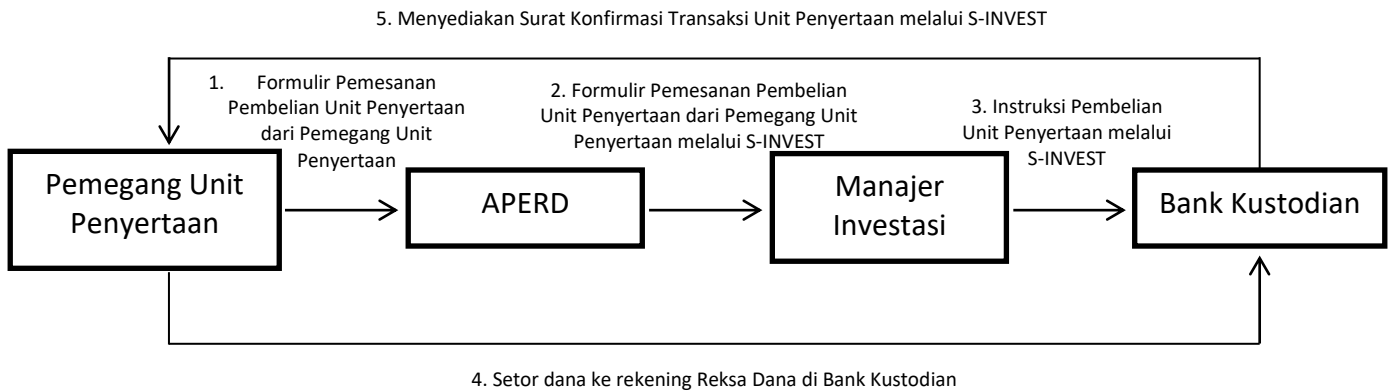 5. Menyediakan Surat Konfirmasi Transaksi Unit Penyertaan melalui S-INVEST
1. Formulir Pemesanan
Pembelian Unit Penyertaan
dari Pemegang Unit
Penyertaan
2. Formulir Pemesanan Pembelian
Unit Penyertaan dari Pemegang Unit
Penyertaan melalui S-INVEST
3. Instruksi Pembelian
Unit Penyertaan melalui
S-INVEST
Pemegang Unit
Penyertaan
APERD
Manajer
Investasi
Bank Kustodian
4. Setor dana ke rekening Reksa Dana di Bank Kustodian